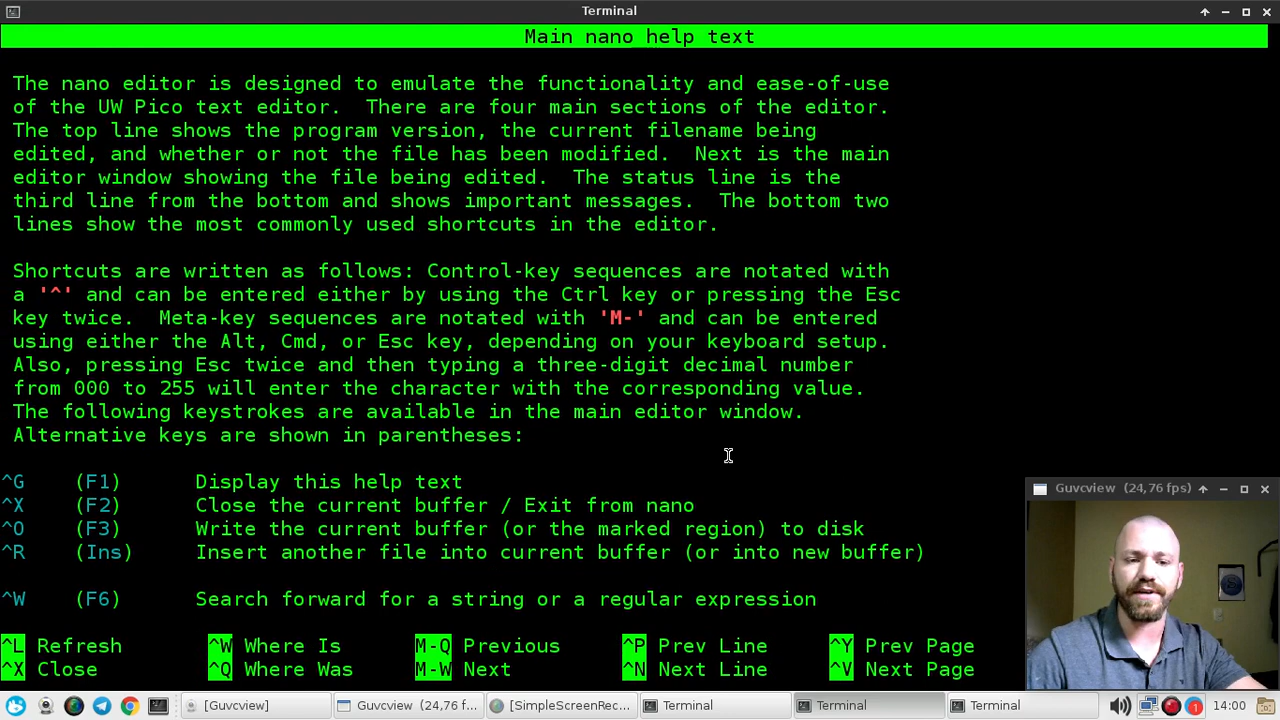 Terminal
Main nano help text
The nano editor is designed to emulate the functionality and ease-of-use
of the UW Pico text editor.  There are four main sections of the editor.
The top line shows the program version, the current filename being
edited, and whether or not the file has been modified.  Next is the main
editor window showing the file being edited.  The status line is the
third line from the bottom and shows important messages.  The bottom two
lines show the most commonly used shortcuts in the editor.
Shortcuts are written as follows: Control-key sequences are notated with
a '^' and can be entered either by using the Ctrl key or pressing the Esc
key twice.  Meta-key sequences are notated with 'M-' and can be entered
using either the Alt, Cmd, or Esc key, depending on your keyboard setup.
Also, pressing Esc twice and then typing a three-digit decimal number
from 000 to 255 will enter the character with the corresponding value.
The following keystrokes are available in the main editor window.
Alternative keys are shown in parentheses:
^G (F1) Display this help text
^X (F2) Close the current buffer / Exit from nano
^O (F3) Write the current buffer (or the marked region) to disk
^R (Ins) Insert another file into current buffer (or into new buffer)
^W (F6) Search forward for a string or a regular expression
Guvcview (24,76 fps)
^L Refresh ^W Where Is M-Q Previous ^P Prev Line ^Y Prev Page
^X Close ^Q Where Was M-W Next ^N Next Line ^V Next Page
[Guvcview] Guvcview (24,7... [SimpleScreenRec... Terminal Terminal Terminal 1 14:00